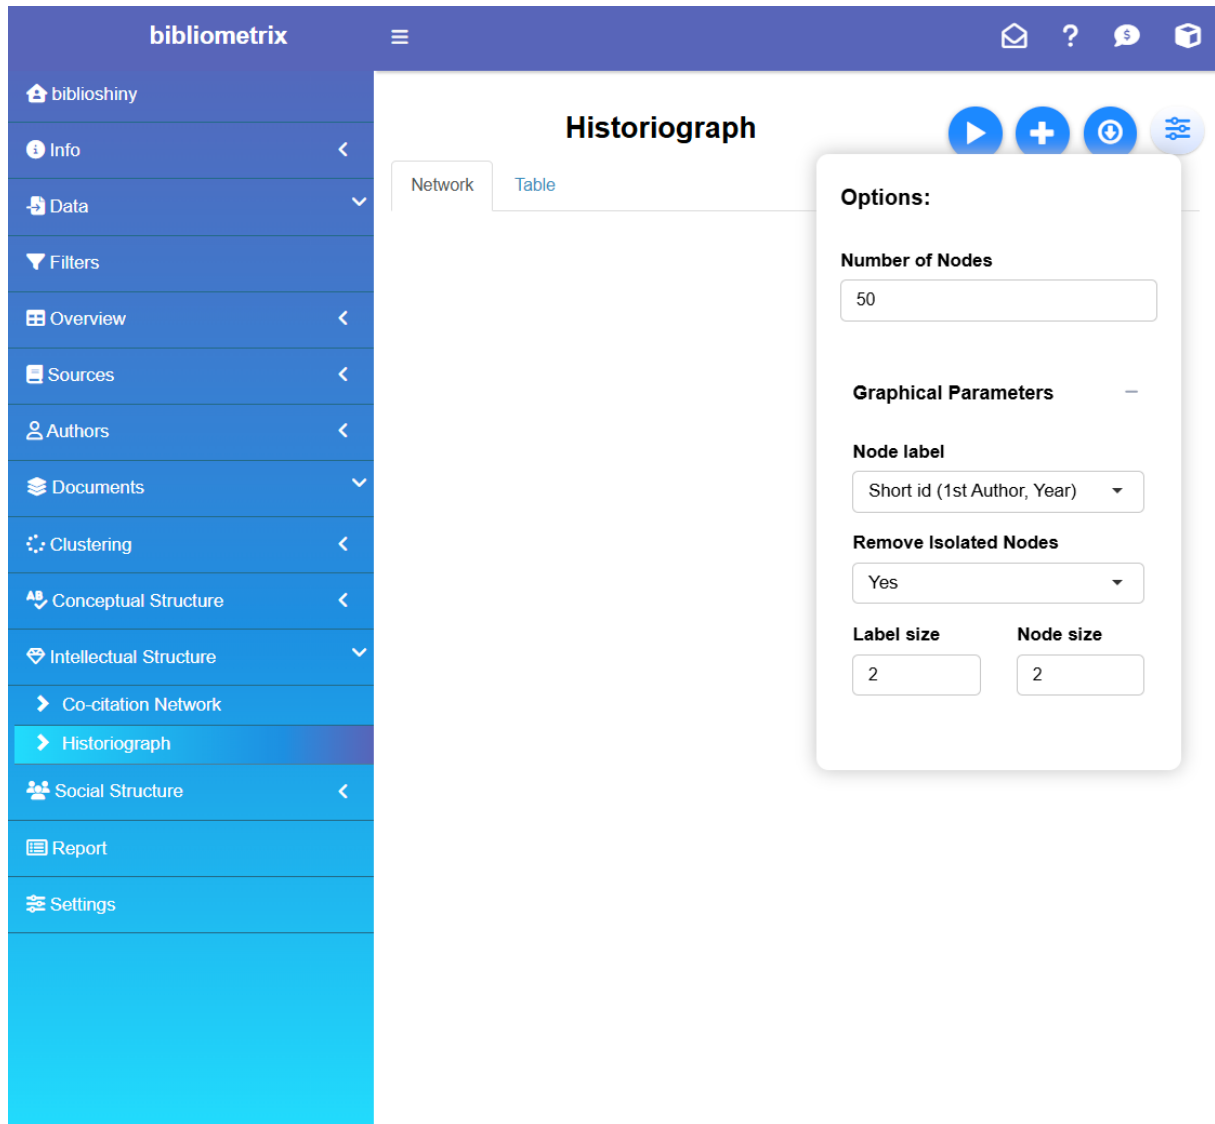 bibliometrix
biblioshiny
Info
Data
Filters
Overview
Sources
Authors
Documents
Clustering
Conceptual Structure
Intellectual Structure
Co-citation Network
Historiograph
Social Structure
Report
Settings
Historiograph
Network Table
Options:
Number of Nodes
50
Graphical Parameters
Node label
Short id (1st Author, Year)
Remove Isolated Nodes
Yes
Label size Node size
2 2